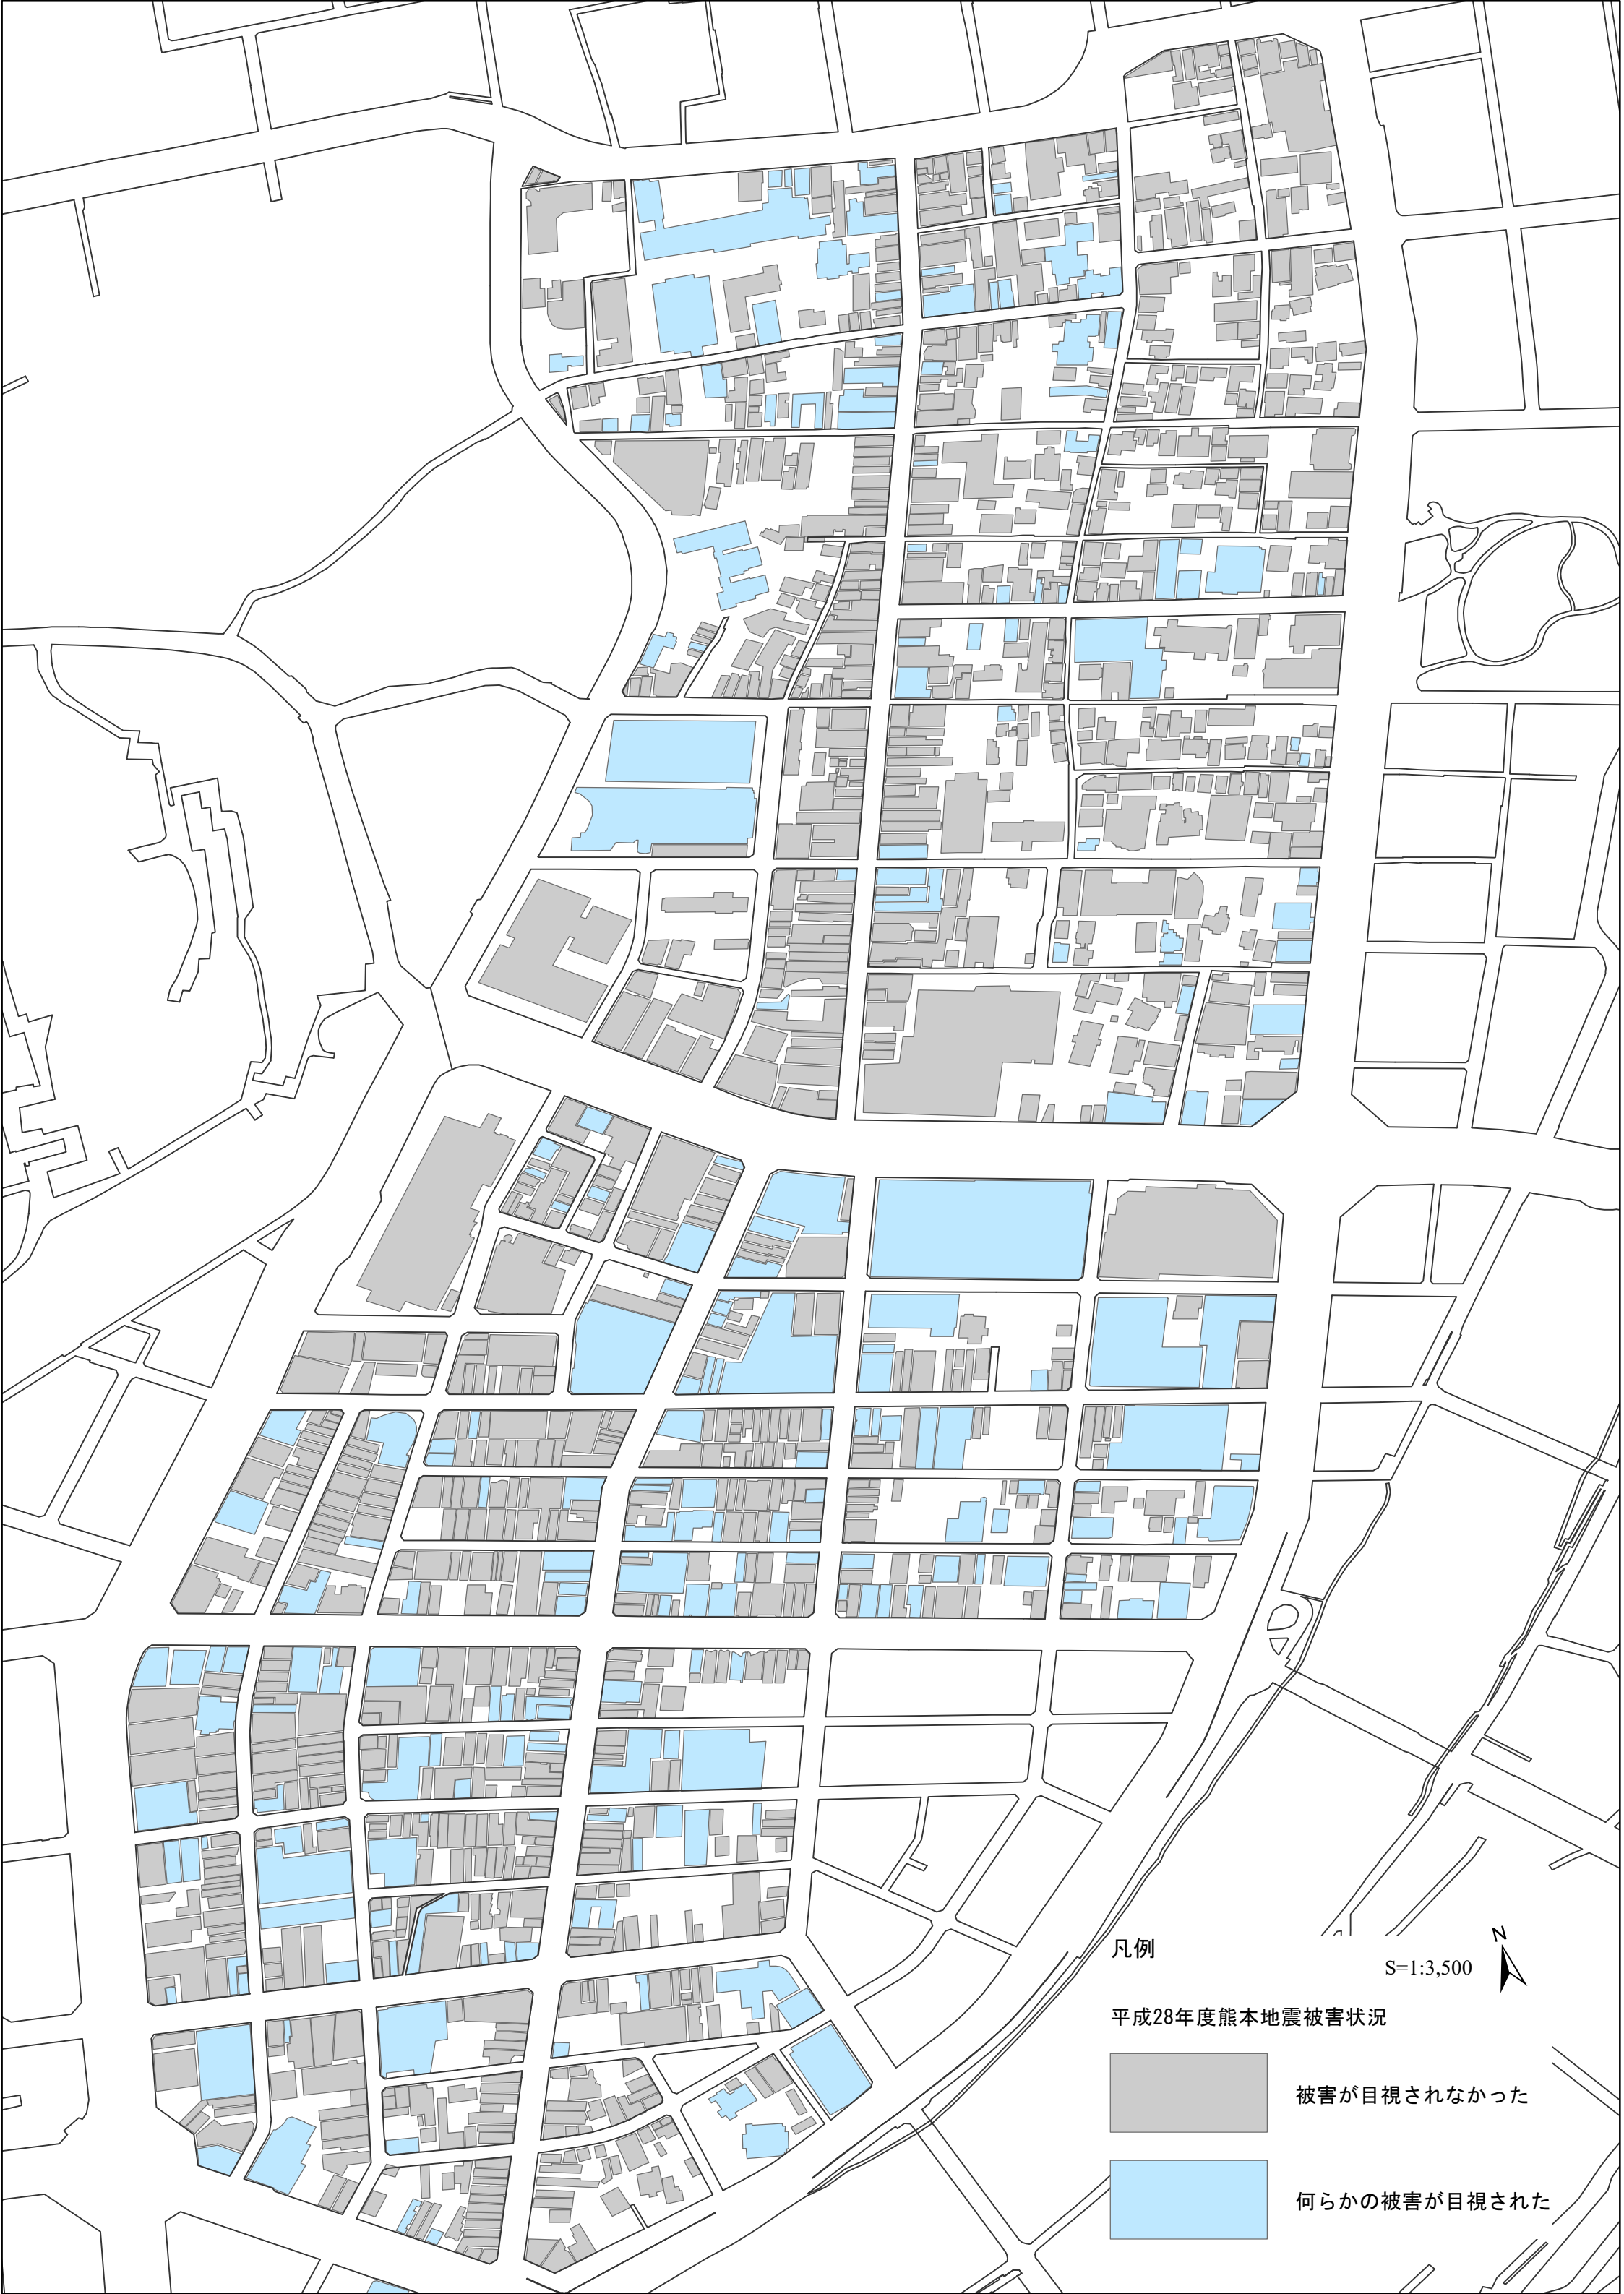 凡例
N
S=1:3,500
平成28年度熊本地震被害状況
被害が目視されなかった
何らかの被害が目視された